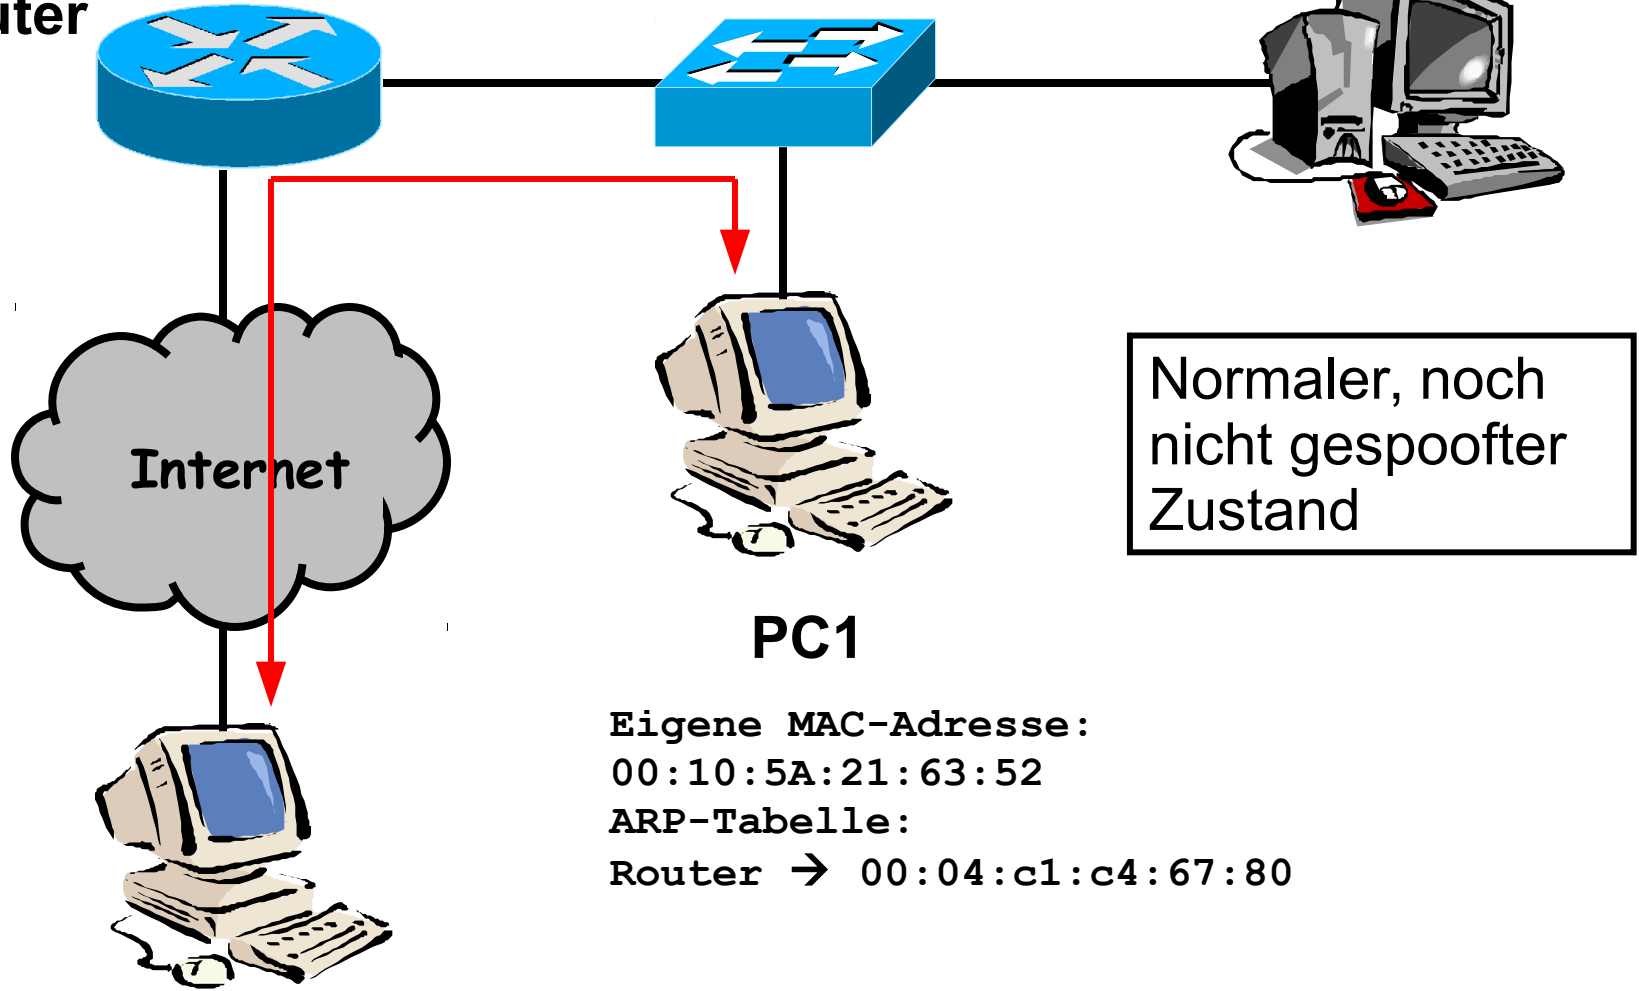 uter
Normaler, noch
nicht gespoofter
Zustand
Internet
PC1
Eigene MAC-Adresse:
00:10:5A:21:63:52
ARP-Tabelle:
Router → 00:04:c1:c4:67:80